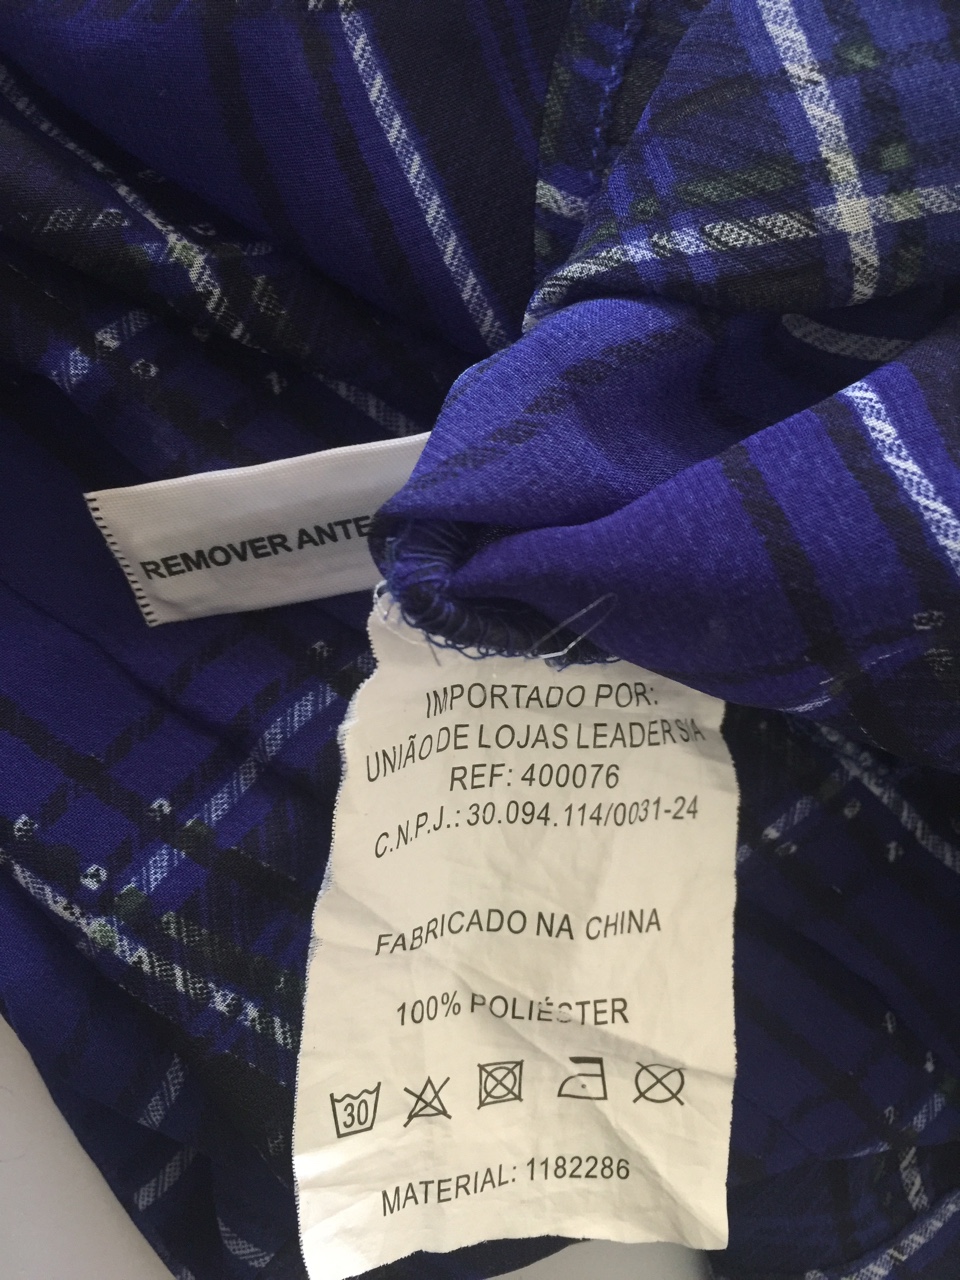 REMOVER ANTE
IMPORTADO POR:
UNIÃO DE LOJAS LEADER S/A
REF: 400076
C.N.P.J.: 30.094.114/0031-24
FABRICADO NA CHINA
100% POLIÉSTER
30
MATERIAL: 1182286